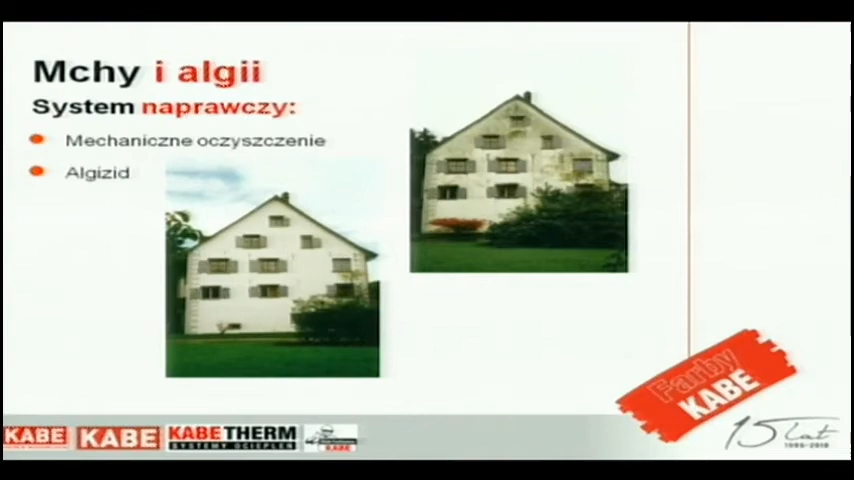 Mchy i algii
System naprawczy:
Mechaniczne oczyszczenie
Algizid
Farby
KABE
KABE
KABE
KABE THERM
SYSTEMY OCIEPLEŃ
KABE
15 lat
1995-2010